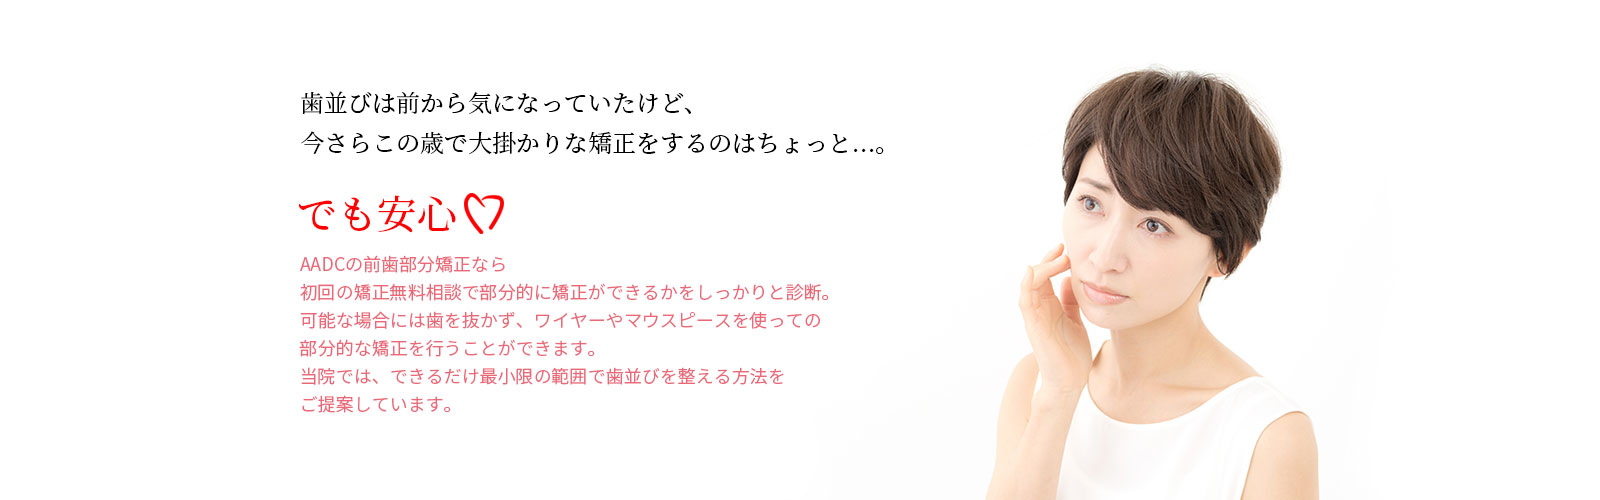 歯並びは前から気になっていたけど、
今さらこの歳で大掛かりな矯正をするのはちょっと…。
でも安心♡
AADCの前歯部分矯正なら
初回の矯正無料相談で部分的に矯正ができるかをしっかりと診断。
可能な場合には歯を抜かず、ワイヤーやマウスピースを使っての
部分的な矯正を行うことができます。
当院では、できるだけ最小限の範囲で歯並びを整える方法を
ご提案しています。